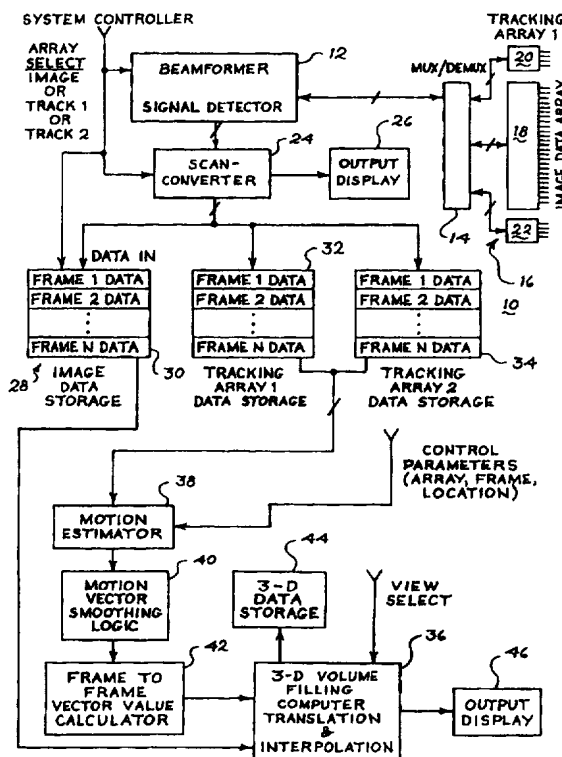 SYSTEM CONTROLLER
TRACKING
ARRAY 1
ARRAY
SELECT
IMAGE
OR
TRACK 1
OR
TRACK 2
BEAMFORMER
SIGNAL DETECTOR
12
MUX/DEMUX
20
18
IMAGE DATA ARRAY
22
14
16
10
SCAN-
CONVERTER
24
OUTPUT
DISPLAY
26
DATA IN
FRAME 1 DATA
FRAME 2 DATA
FRAME N DATA
30
28
IMAGE
DATA
STORAGE
32
FRAME 1 DATA
FRAME 2 DATA
FRAME N DATA
TRACKING ARRAY 1
DATA STORAGE
FRAME 1 DATA
FRAME 2 DATA
FRAME N DATA
34
TRACKING
ARRAY 2
DATA STORAGE
CONTROL
PARAMETERS
(ARRAY, FRAME,
LOCATION)
38
MOTION
ESTIMATOR
40
MOTION
VECTOR
SMOOTHING
LOGIC
44
3-D
DATA
STORAGE
VIEW
SELECT
42
FRAME TO
FRAME
VECTOR VALUE
CALCULATOR
36
3-D VOLUME
FILLING
COMPUTER
TRANSLATION
&
INTERPOLATION
46
OUTPUT
DISPLAY